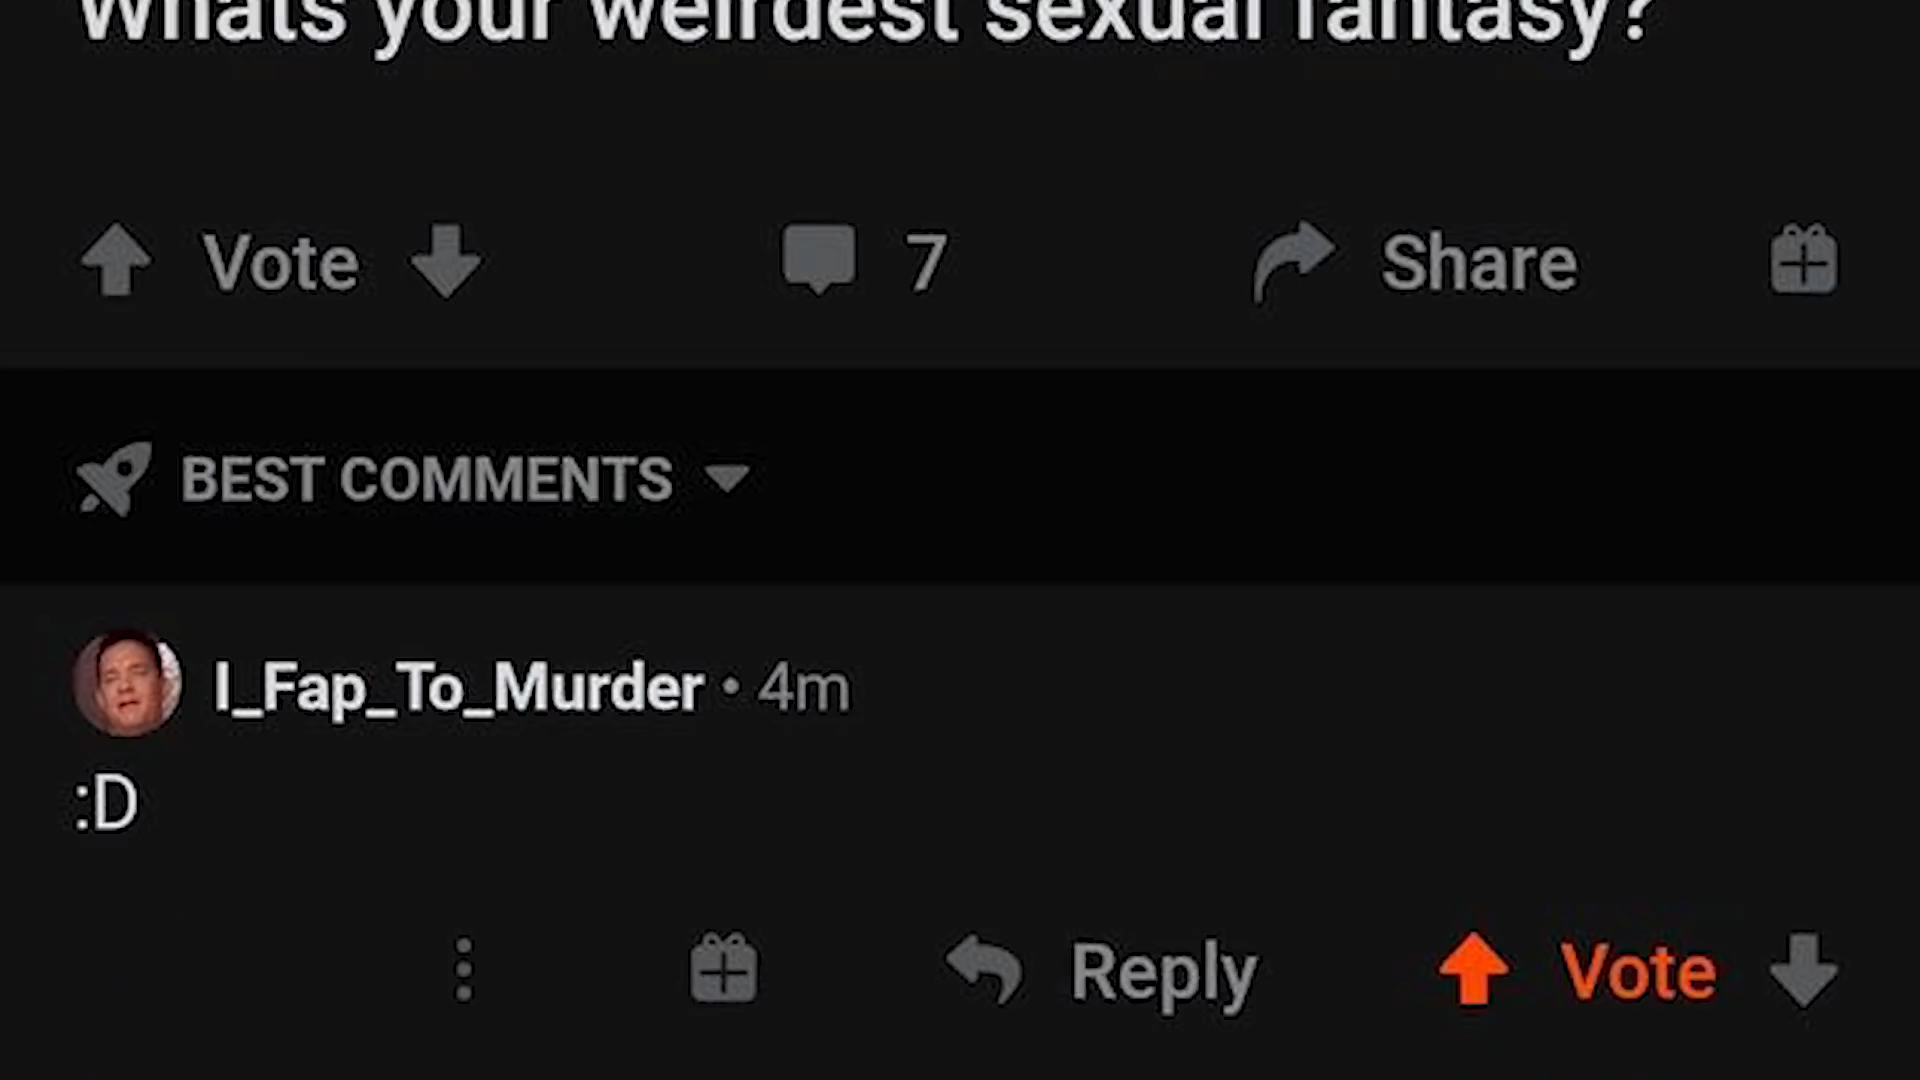 Whats your weirdest sexual fantasy?
Vote 7 Share
BEST COMMENTS
I_Fap_To_Murder • 4m
:D
Reply Vote